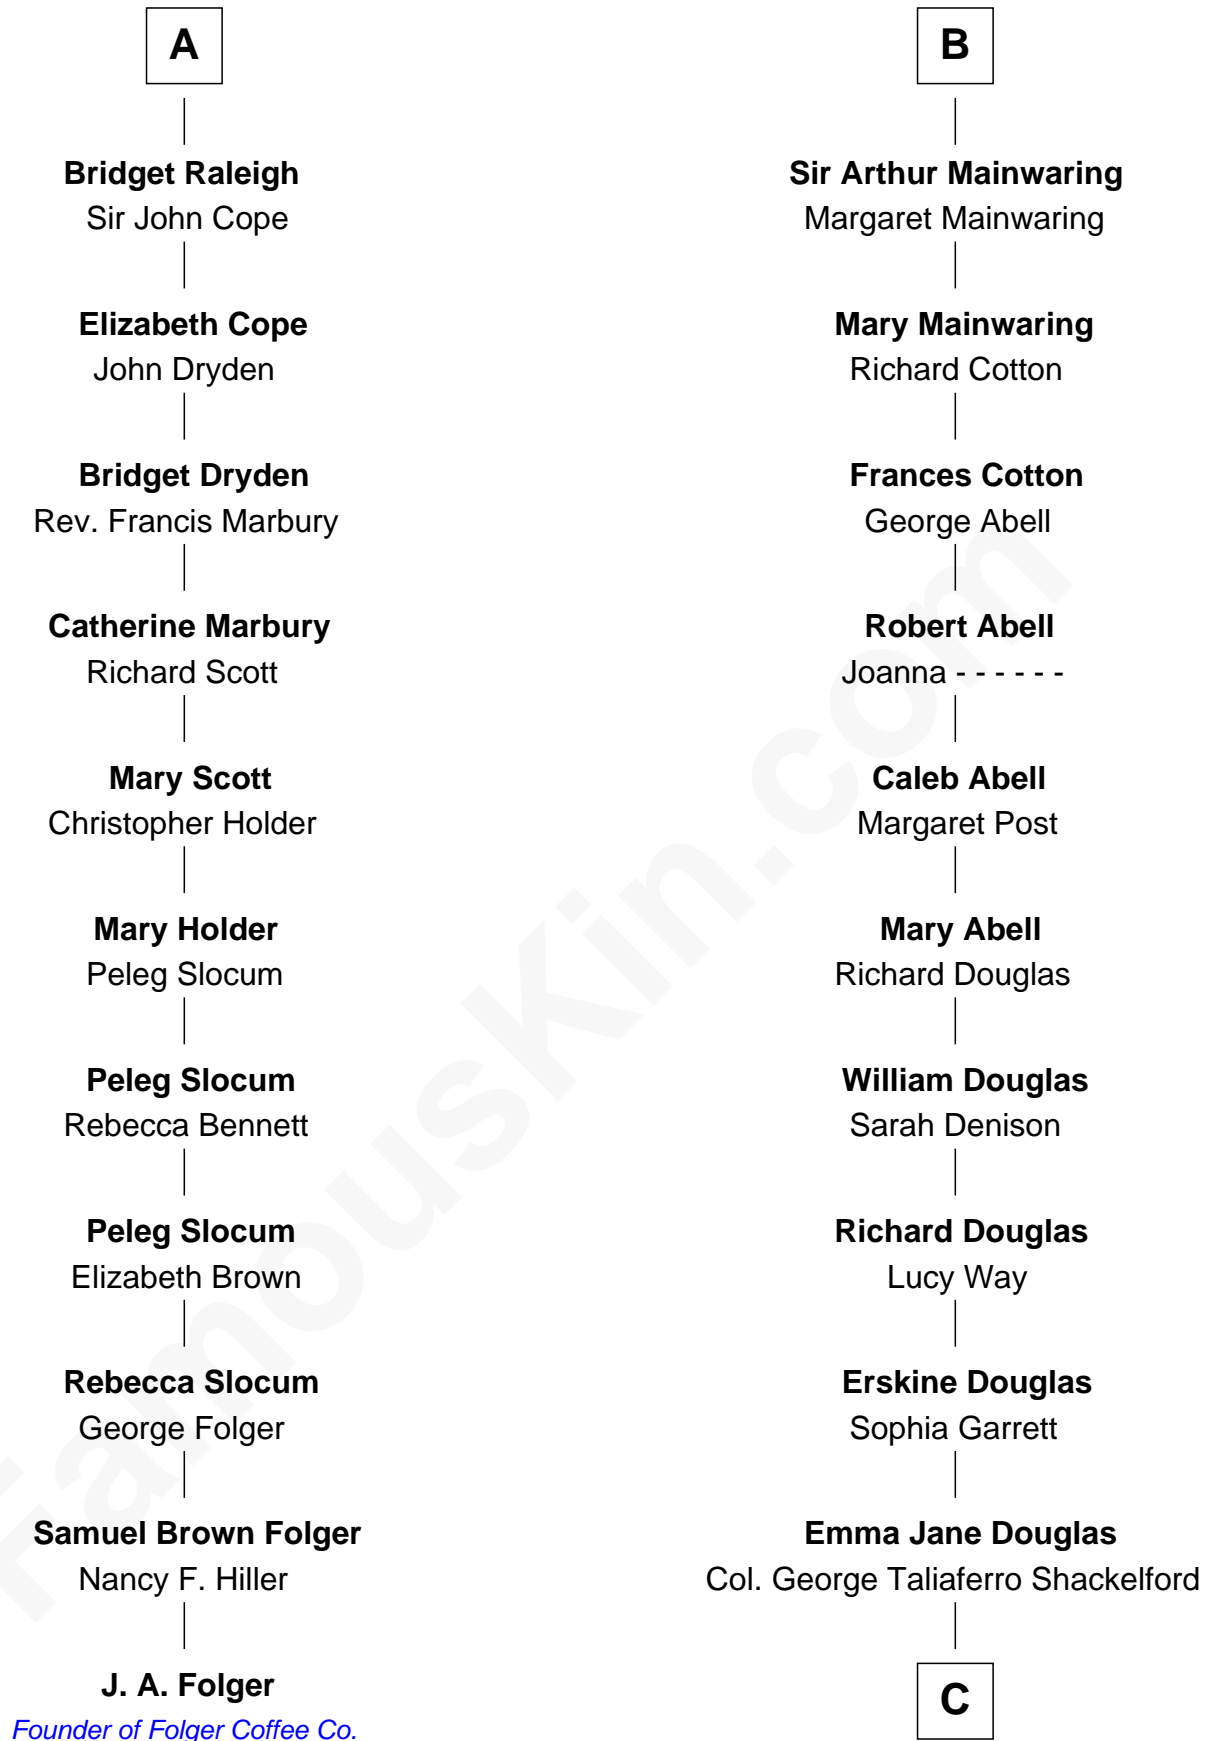 A
Bridget Raleigh
Sir John Cope
Elizabeth Cope
John Dryden
Bridget Dryden
Rev. Francis Marbury
Catherine Marbury
Richard Scott
Mary Scott
Christopher Holder
Mary Holder
Peleg Slocum
Peleg Slocum
Rebecca Bennett
Peleg Slocum
Elizabeth Brown
Rebecca Slocum
George Folger
Samuel Brown Folger
Nancy F. Hiller
J. A. Folger
Founder of Folger Coffee Co.
B
Sir Arthur Mainwaring
Margaret Mainwaring
Mary Mainwaring
Richard Cotton
Frances Cotton
George Abell
Robert Abell
Joanna - - - - - -
Caleb Abell
Margaret Post
Mary Abell
Richard Douglas
William Douglas
Sarah Denison
Richard Douglas
Lucy Way
Erskine Douglas
Sophia Garrett
Emma Jane Douglas
Col. George Taliaferro Shackelford
C
FamousKin.com